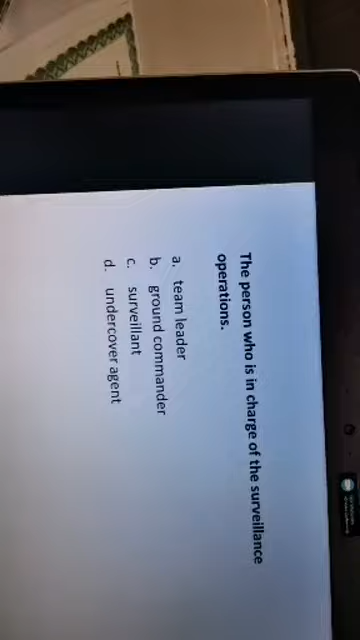 The person who is in charge of the surveillance
operations.
a. team leader
b. ground commander
c. surveillant
d. undercover agent